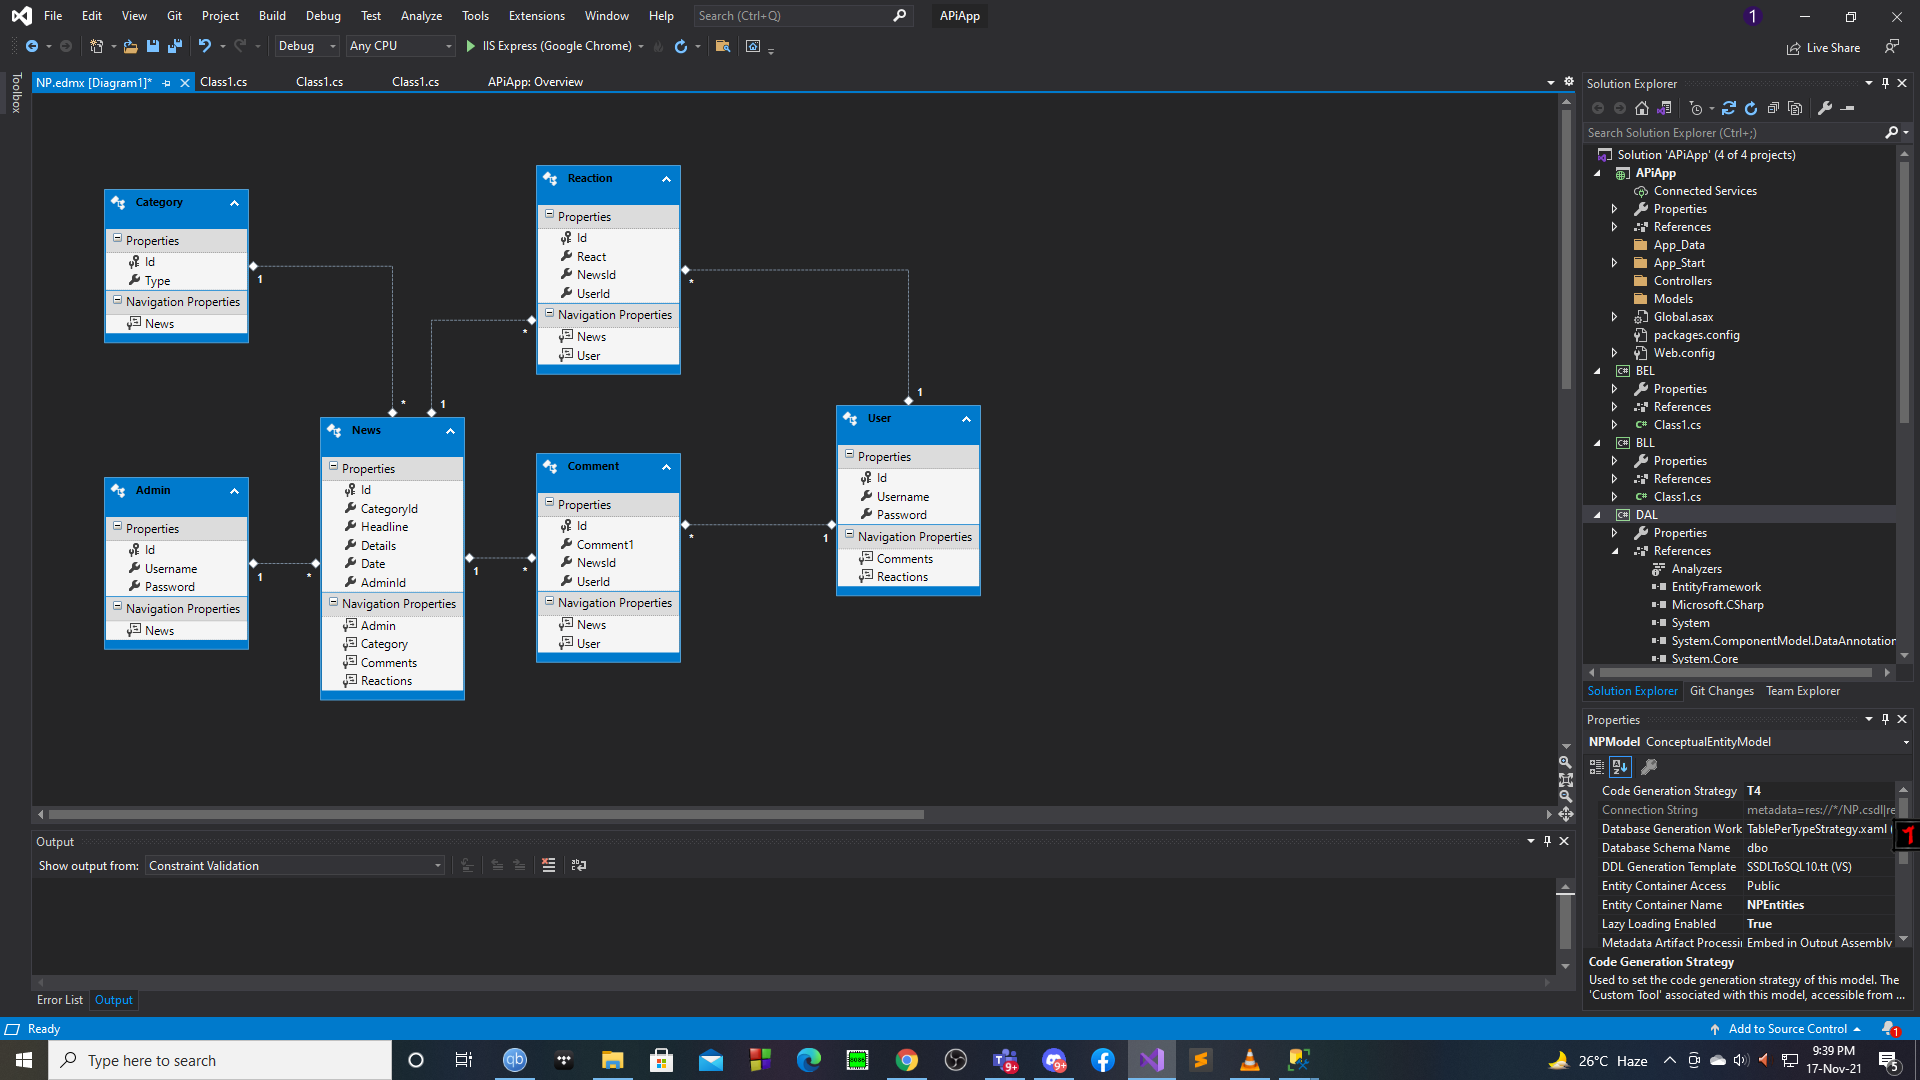 File Edit View Git Project Build Debug Test Analyze Tools Extensions Window Help Search (Ctrl+Q) APiApp 1
Debug Any CPU IIS Express (Google Chrome) Live Share
Toolbox
NP.edmx [Diagram1]* Class1.cs Class1.cs Class1.cs APiApp: Overview
Category
Properties
Id
Type
Navigation Properties
News
1
*
Reaction
Properties
Id
React
NewsId
UserId
Navigation Properties
News
User
*
1
*
1
Admin
Properties
Id
Username
Password
Navigation Properties
News
1
*
News
Properties
Id
CategoryId
Headline
Details
Date
AdminId
Navigation Properties
Admin
Category
Comments
Reactions
1
*
Comment
Properties
Id
Comment1
NewsId
UserId
Navigation Properties
News
User
*
1
User
Properties
Id
Username
Password
Navigation Properties
Comments
Reactions
Output
Show output from: Constraint Validation
Error List Output
Solution Explorer
Search Solution Explorer (Ctrl+;)
Solution 'APiApp' (4 of 4 projects)
APiApp
Connected Services
Properties
References
App_Data
App_Start
Controllers
Models
Global.asax
packages.config
Web.config
C# BEL
Properties
References
C# Class1.cs
C# BLL
Properties
References
C# Class1.cs
C# DAL
Properties
References
Analyzers
EntityFramework
Microsoft.CSharp
System
System.ComponentModel.DataAnnotation
System.Core
Solution Explorer Git Changes Team Explorer
Properties
NPModel ConceptualEntityModel
Code Generation Strategy T4
Connection String metadata=res://*/NP.csdl|re
Database Generation Work TablePerTypeStrategy.xaml (
Database Schema Name dbo
DDL Generation Template SSDLToSQL10.tt (VS)
Entity Container Access Public
Entity Container Name NPEntities
Lazy Loading Enabled True
Metadata Artifact Processi Embed in Output Assembly
Code Generation Strategy
Used to set the code generation strategy of this model. The
'Custom Tool' associated with this model, accessible from ...
Ready Add to Source Control 1
Type here to search qb 9+ 9+ 26°C Haze 9:39 PM
17-Nov-21 5